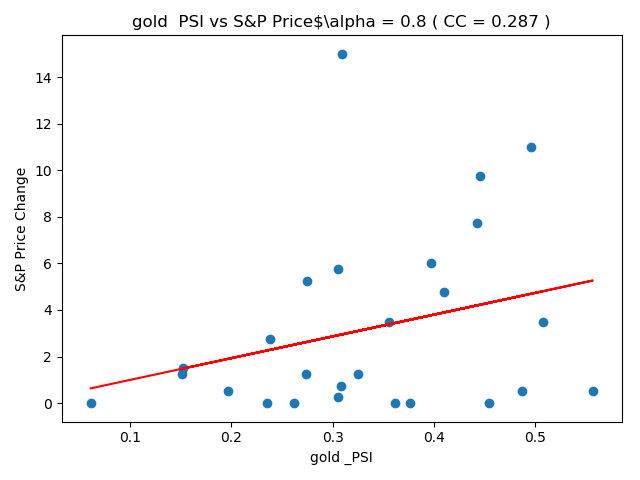 gold  PSI vs S&P Price$\alpha = 0.8 ( CC = 0.287 )
S&P Price Change
14
12
10
8
6
4
2
0
0.1 0.2 0.3 0.4 0.5
gold _PSI